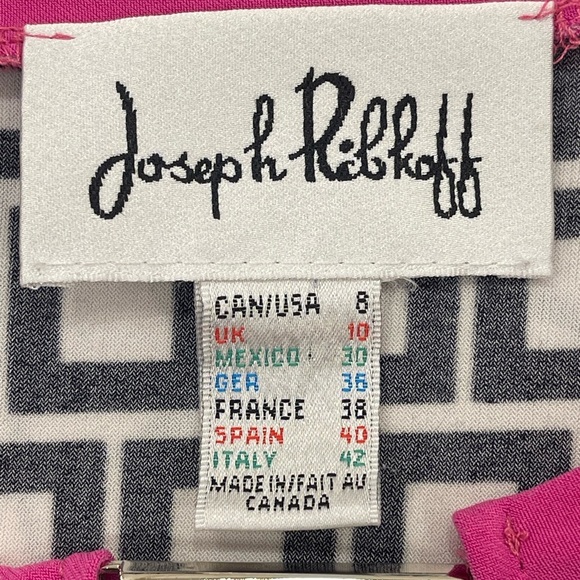 Joseph Ribkoff
CAN/USA 8
UK 10
MEXICO 30
GER 36
FRANCE 38
SPAIN 40
ITALY 42
MADE IN/FAIT AU
CANADA